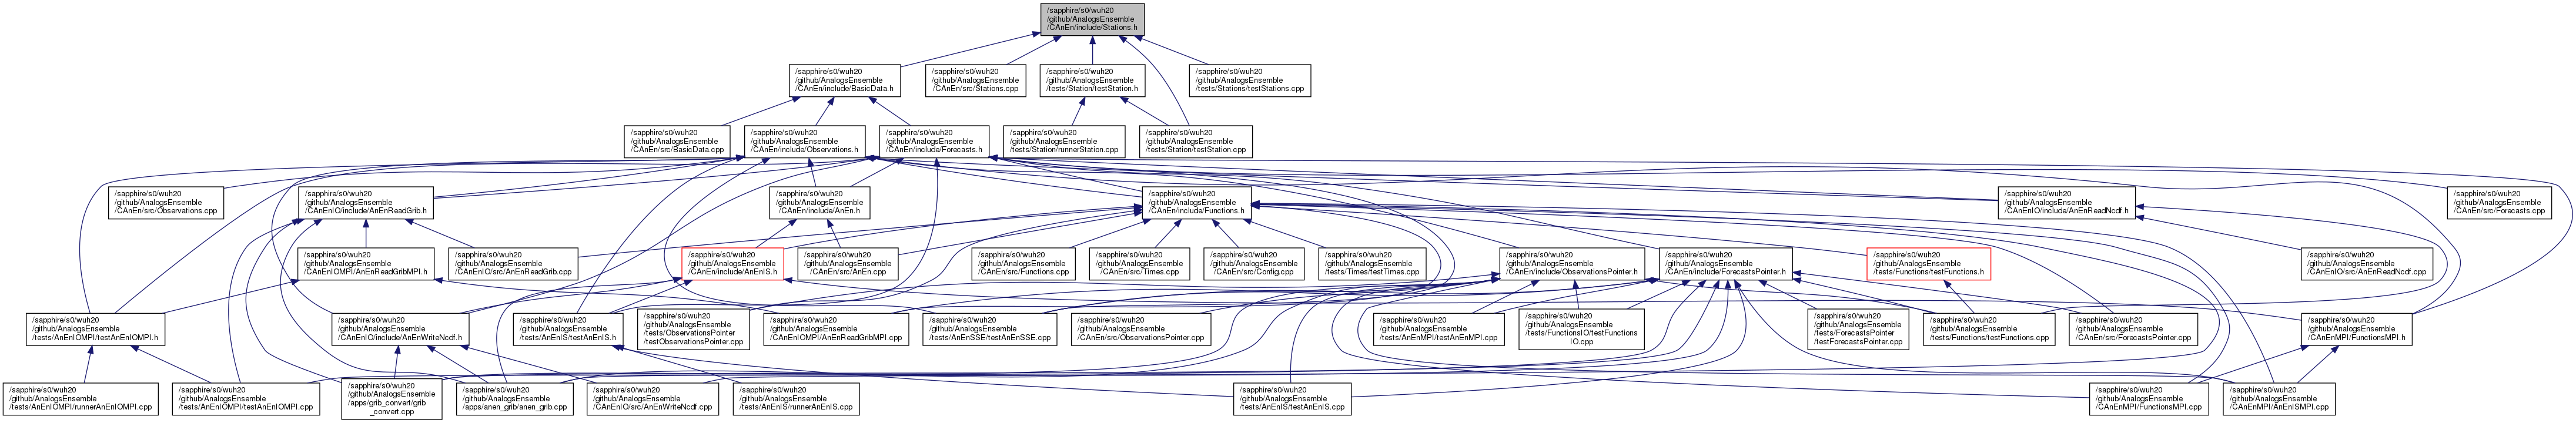 /sapphire/s0/wuh20
/github/AnalogsEnsemble
/CAnEn/include/Stations.h
/sapphire/s0/wuh20
/github/AnalogsEnsemble
/CAnEn/include/BasicData.h
/sapphire/s0/wuh20
/github/AnalogsEnsemble
/CAnEn/src/Stations.cpp
/sapphire/s0/wuh20
/github/AnalogsEnsemble
/tests/Station/testStation.h
/sapphire/s0/wuh20
/github/AnalogsEnsemble
/tests/Stations/testStations.cpp
/sapphire/s0/wuh20
/github/AnalogsEnsemble
/CAnEn/src/BasicData.cpp
/sapphire/s0/wuh20
/github/AnalogsEnsemble
/CAnEn/include/Observations.h
/sapphire/s0/wuh20
/github/AnalogsEnsemble
/CAnEn/include/Forecasts.h
/sapphire/s0/wuh20
/github/AnalogsEnsemble
/tests/Station/runnerStation.cpp
/sapphire/s0/wuh20
/github/AnalogsEnsemble
/tests/Station/testStation.cpp
/sapphire/s0/wuh20
/github/AnalogsEnsemble
/CAnEn/src/Observations.cpp
/sapphire/s0/wuh20
/github/AnalogsEnsemble
/CAnEnIO/include/AnEnReadGrib.h
/sapphire/s0/wuh20
/github/AnalogsEnsemble
/CAnEn/include/AnEn.h
/sapphire/s0/wuh20
/github/AnalogsEnsemble
/CAnEn/include/Functions.h
/sapphire/s0/wuh20
/github/AnalogsEnsemble
/CAnEnIO/include/AnEnReadNcdf.h
/sapphire/s0/wuh20
/github/AnalogsEnsemble
/CAnEn/src/Forecasts.cpp
/sapphire/s0/wuh20
/github/AnalogsEnsemble
/CAnEnIOMPI/AnEnReadGribMPI.h
/sapphire/s0/wuh20
/github/AnalogsEnsemble
/CAnEnIO/src/AnEnReadGrib.cpp
/sapphire/s0/wuh20
/github/AnalogsEnsemble
/CAnEn/include/AnEnIS.h
/sapphire/s0/wuh20
/github/AnalogsEnsemble
/CAnEn/src/AnEn.cpp
/sapphire/s0/wuh20
/github/AnalogsEnsemble
/CAnEn/src/Functions.cpp
/sapphire/s0/wuh20
/github/AnalogsEnsemble
/CAnEn/src/Times.cpp
/sapphire/s0/wuh20
/github/AnalogsEnsemble
/CAnEn/src/Config.cpp
/sapphire/s0/wuh20
/github/AnalogsEnsemble
/tests/Times/testTimes.cpp
/sapphire/s0/wuh20
/github/AnalogsEnsemble
/CAnEn/include/ObservationsPointer.h
/sapphire/s0/wuh20
/github/AnalogsEnsemble
/CAnEn/include/ForecastsPointer.h
/sapphire/s0/wuh20
/github/AnalogsEnsemble
/tests/Functions/testFunctions.h
/sapphire/s0/wuh20
/github/AnalogsEnsemble
/CAnEnIO/src/AnEnReadNcdf.cpp
/sapphire/s0/wuh20
/github/AnalogsEnsemble
/tests/AnEnIOMPI/testAnEnIOMPI.h
/sapphire/s0/wuh20
/github/AnalogsEnsemble
/CAnEnIO/include/AnEnWriteNcdf.h
/sapphire/s0/wuh20
/github/AnalogsEnsemble
/tests/AnEnIS/testAnEnIS.h
/sapphire/s0/wuh20
/github/AnalogsEnsemble
/tests/ObservationsPointer
/testObservationsPointer.cpp
/sapphire/s0/wuh20
/github/AnalogsEnsemble
/CAnEnIOMPI/AnEnReadGribMPI.cpp
/sapphire/s0/wuh20
/github/AnalogsEnsemble
/tests/AnEnSSE/testAnEnSSE.cpp
/sapphire/s0/wuh20
/github/AnalogsEnsemble
/CAnEn/src/ObservationsPointer.cpp
/sapphire/s0/wuh20
/github/AnalogsEnsemble
/tests/AnEnMPI/testAnEnMPI.cpp
/sapphire/s0/wuh20
/github/AnalogsEnsemble
/tests/FunctionsIO/testFunctions
IO.cpp
/sapphire/s0/wuh20
/github/AnalogsEnsemble
/tests/ForecastsPointer
/testForecastsPointer.cpp
/sapphire/s0/wuh20
/github/AnalogsEnsemble
/tests/Functions/testFunctions.cpp
/sapphire/s0/wuh20
/github/AnalogsEnsemble
/CAnEn/src/ForecastsPointer.cpp
/sapphire/s0/wuh20
/github/AnalogsEnsemble
/CAnEnMPI/FunctionsMPI.h
/sapphire/s0/wuh20
/github/AnalogsEnsemble
/tests/AnEnIOMPI/runnerAnEnIOMPI.cpp
/sapphire/s0/wuh20
/github/AnalogsEnsemble
/tests/AnEnIOMPI/testAnEnIOMPI.cpp
/sapphire/s0/wuh20
/github/AnalogsEnsemble
/apps/grib_convert/grib
_convert.cpp
/sapphire/s0/wuh20
/github/AnalogsEnsemble
/apps/anen_grib/anen_grib.cpp
/sapphire/s0/wuh20
/github/AnalogsEnsemble
/CAnEnIO/src/AnEnWriteNcdf.cpp
/sapphire/s0/wuh20
/github/AnalogsEnsemble
/tests/AnEnIS/runnerAnEnIS.cpp
/sapphire/s0/wuh20
/github/AnalogsEnsemble
/tests/AnEnIS/testAnEnIS.cpp
/sapphire/s0/wuh20
/github/AnalogsEnsemble
/CAnEnMPI/FunctionsMPI.cpp
/sapphire/s0/wuh20
/github/AnalogsEnsemble
/CAnEnMPI/AnEnISMPI.cpp